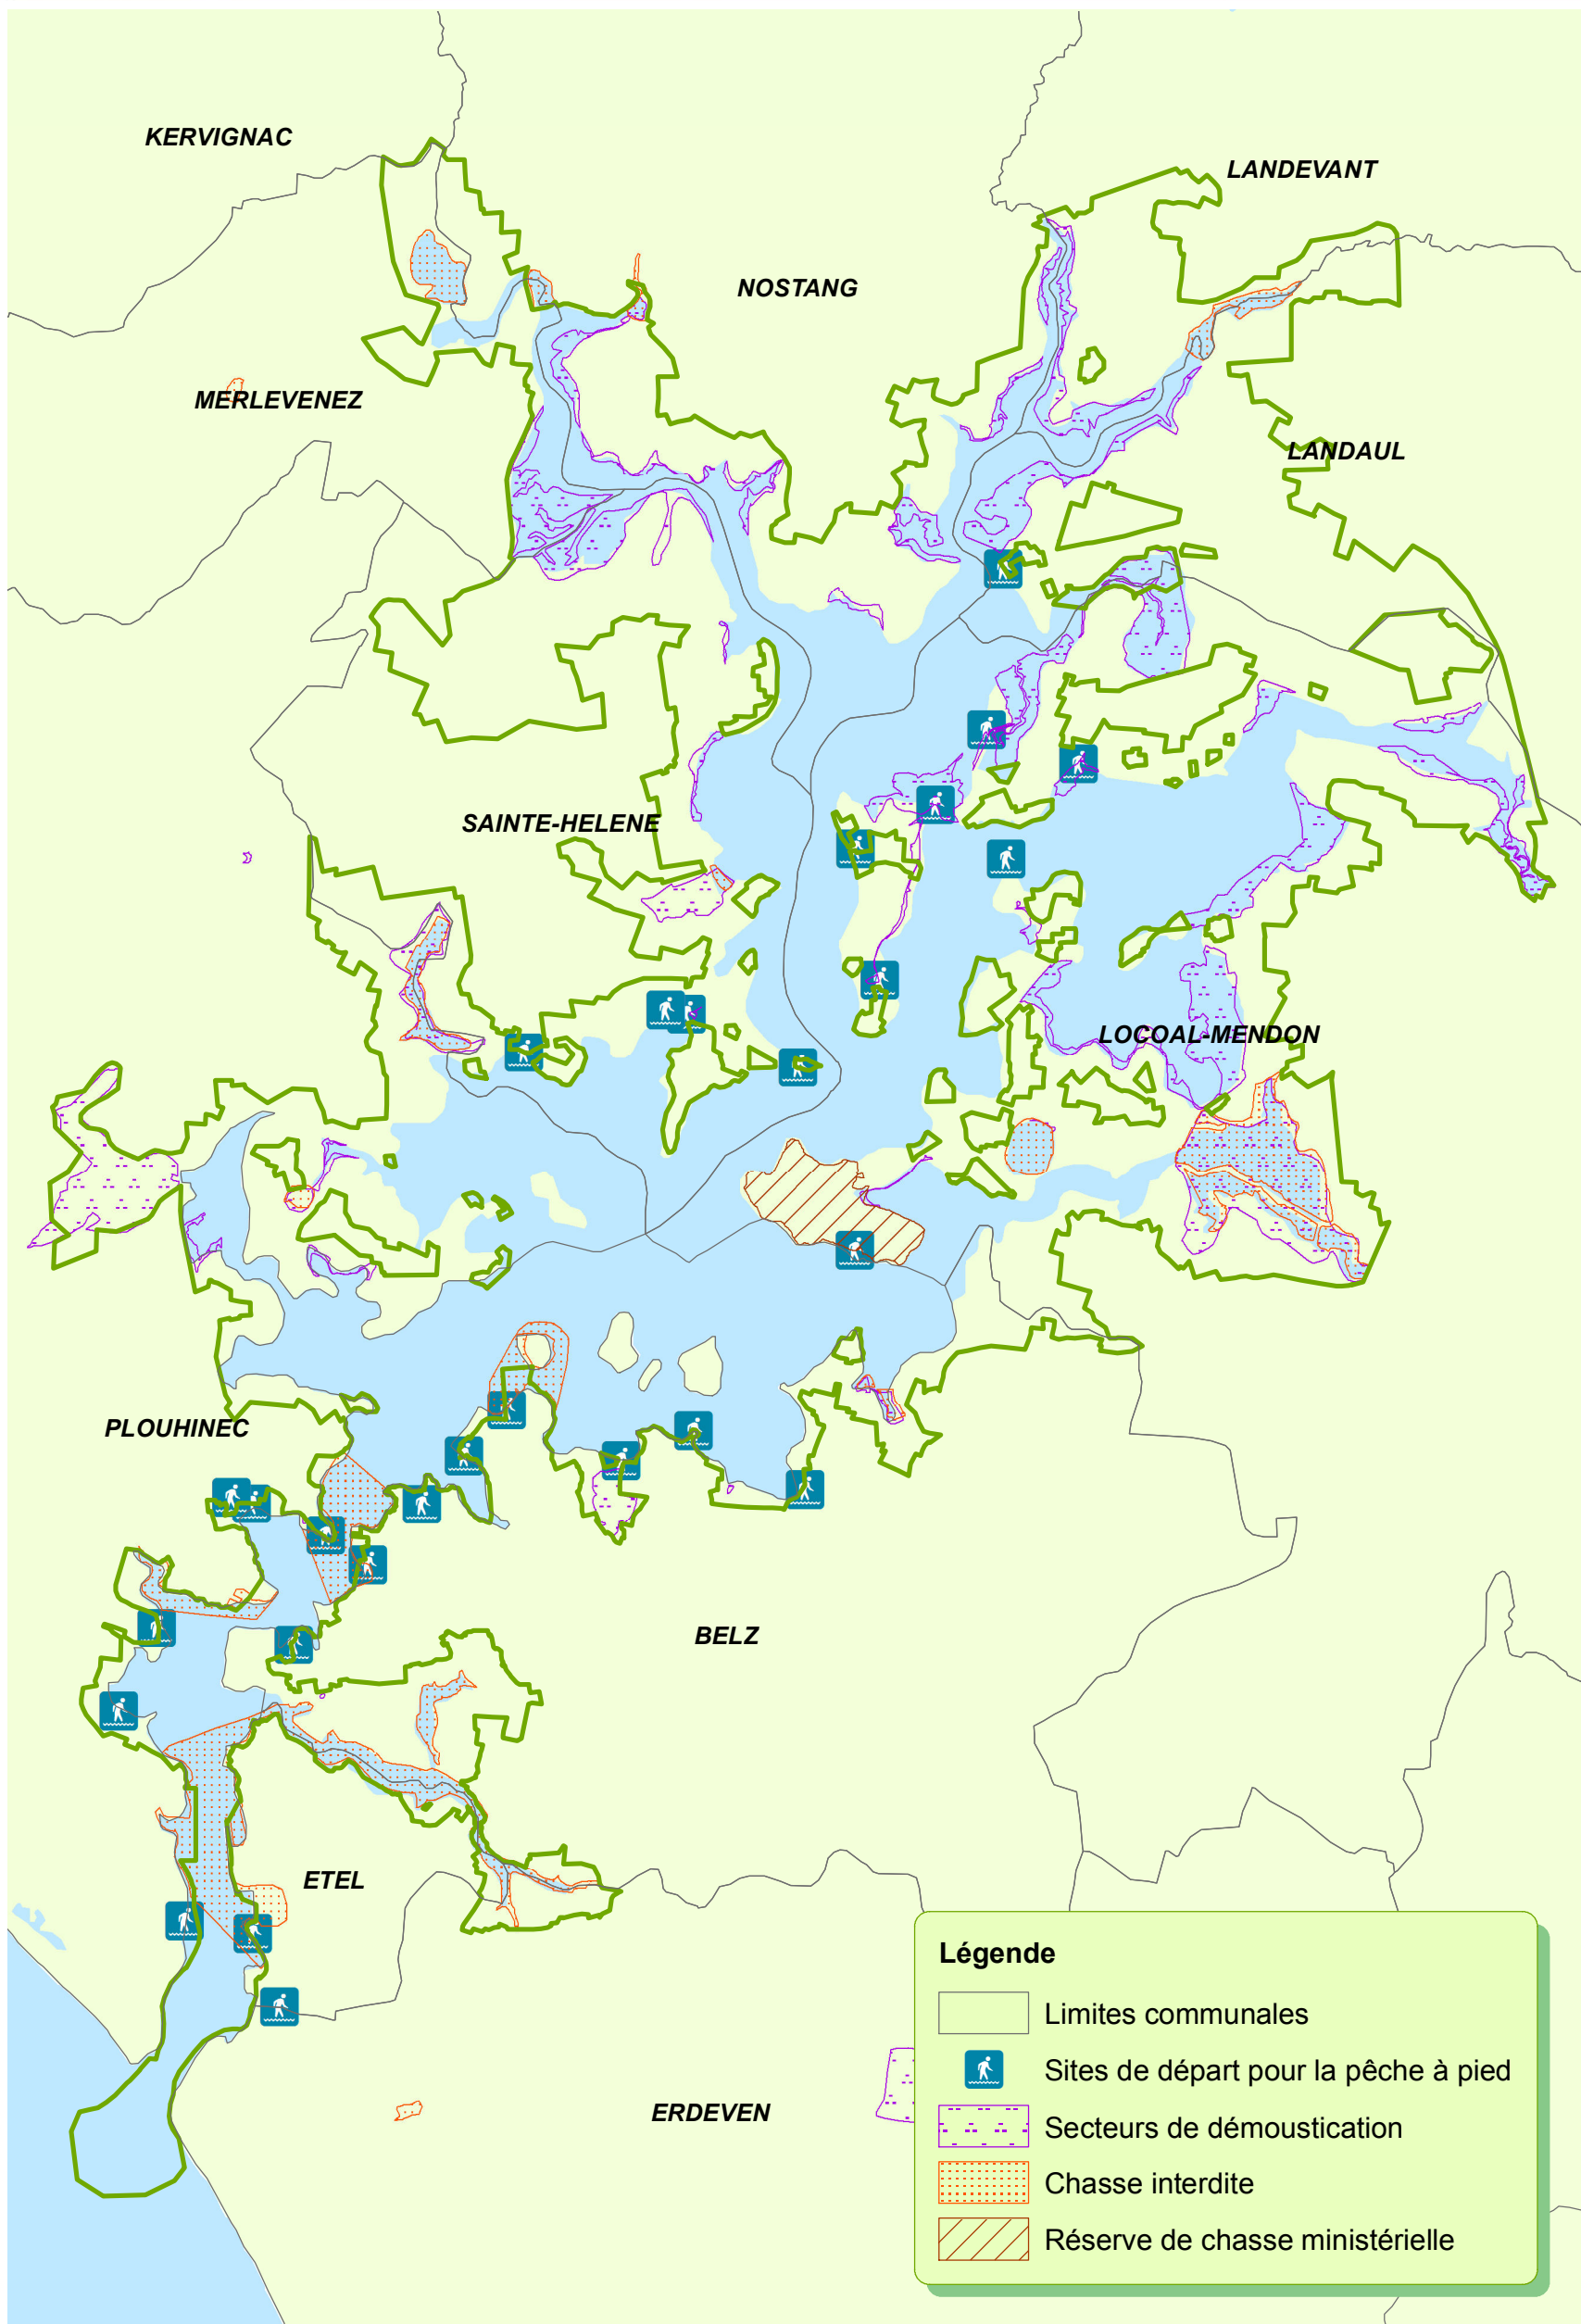 KERVIGNAC
LANDEVANT
NOSTANG
MERLEVENEZ
LANDAUL
SAINTE-HELENE
LOCOAL-MENDON
PLOUHINEC
BELZ
ETEL
ERDEVEN
Légende
Limites communales
Sites de départ pour la pêche à pied
Secteurs de démoustication
Chasse interdite
Réserve de chasse ministérielle